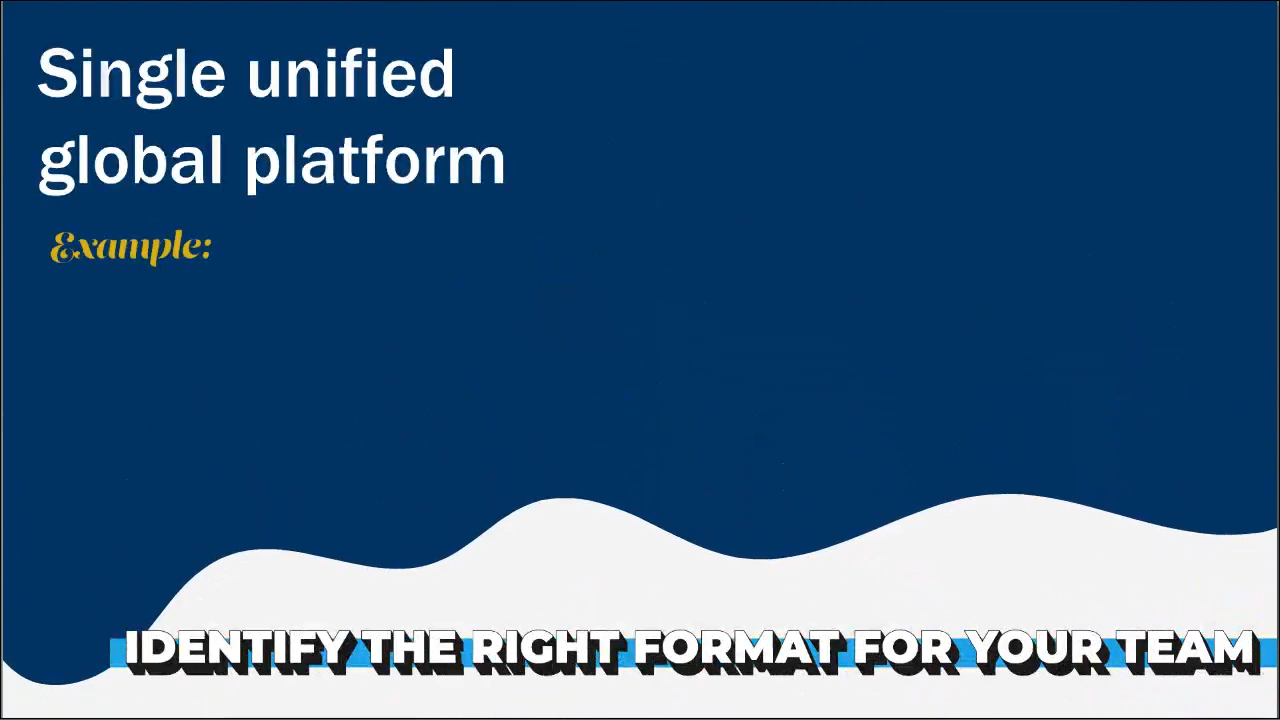 Single unified
global platform
Example:
IDENTIFY THE RIGHT FORMAT FOR YOUR TEAM